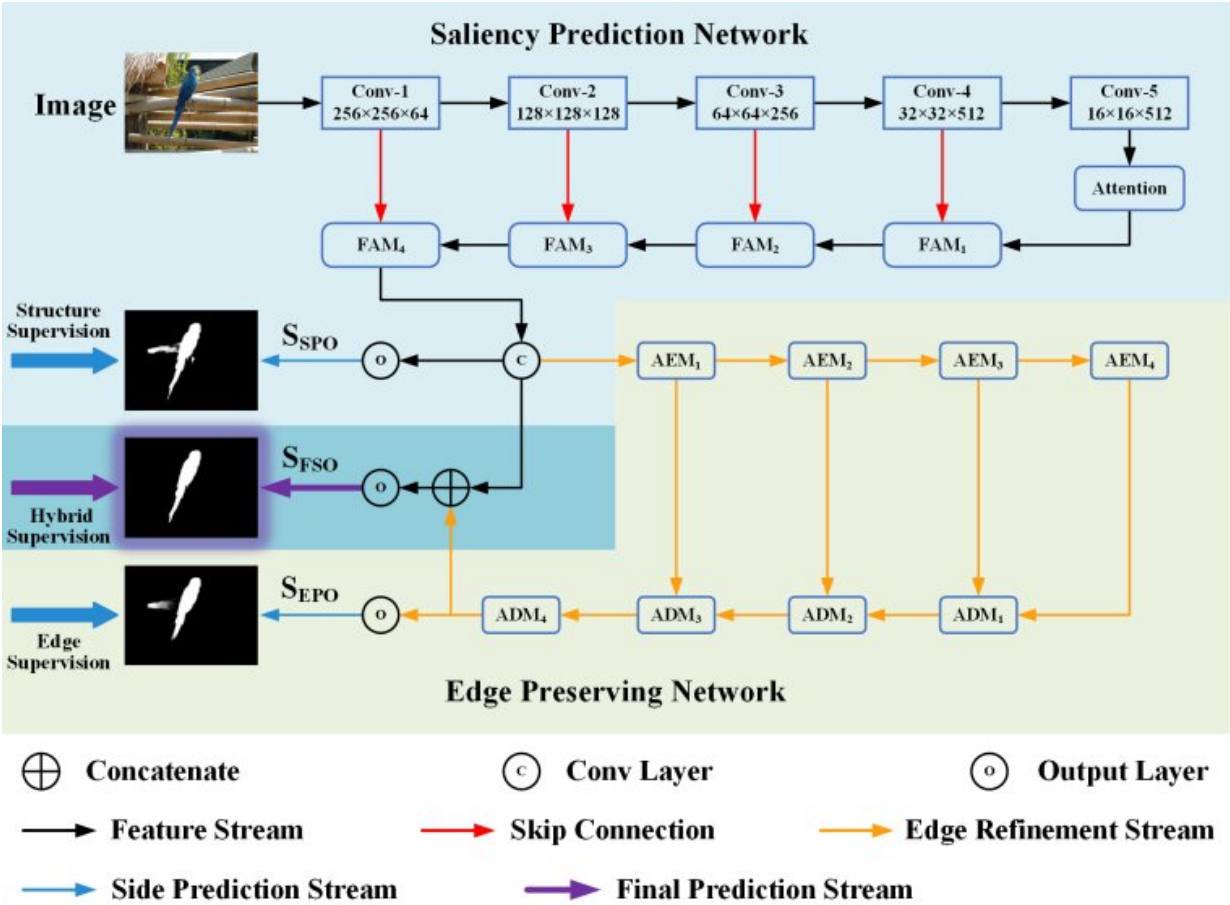 Saliency Prediction Network
Image
Conv-1
256×256×64
Conv-2
128×128×128
Conv-3
64×64×256
Conv-4
32×32×512
Conv-5
16×16×512
Attention
FAM₄
FAM₃
FAM₂
FAM₁
Structure
Supervision
S_SPO
O
C
AEM₁
AEM₂
AEM₃
AEM₄
S_FSO
O
Hybrid
Supervision
S_EPO
O
ADM₄
ADM₃
ADM₂
ADM₁
Edge
Supervision
Edge Preserving Network
Concatenate
C Conv Layer
O Output Layer
Feature Stream
Skip Connection
Edge Refinement Stream
Side Prediction Stream
Final Prediction Stream